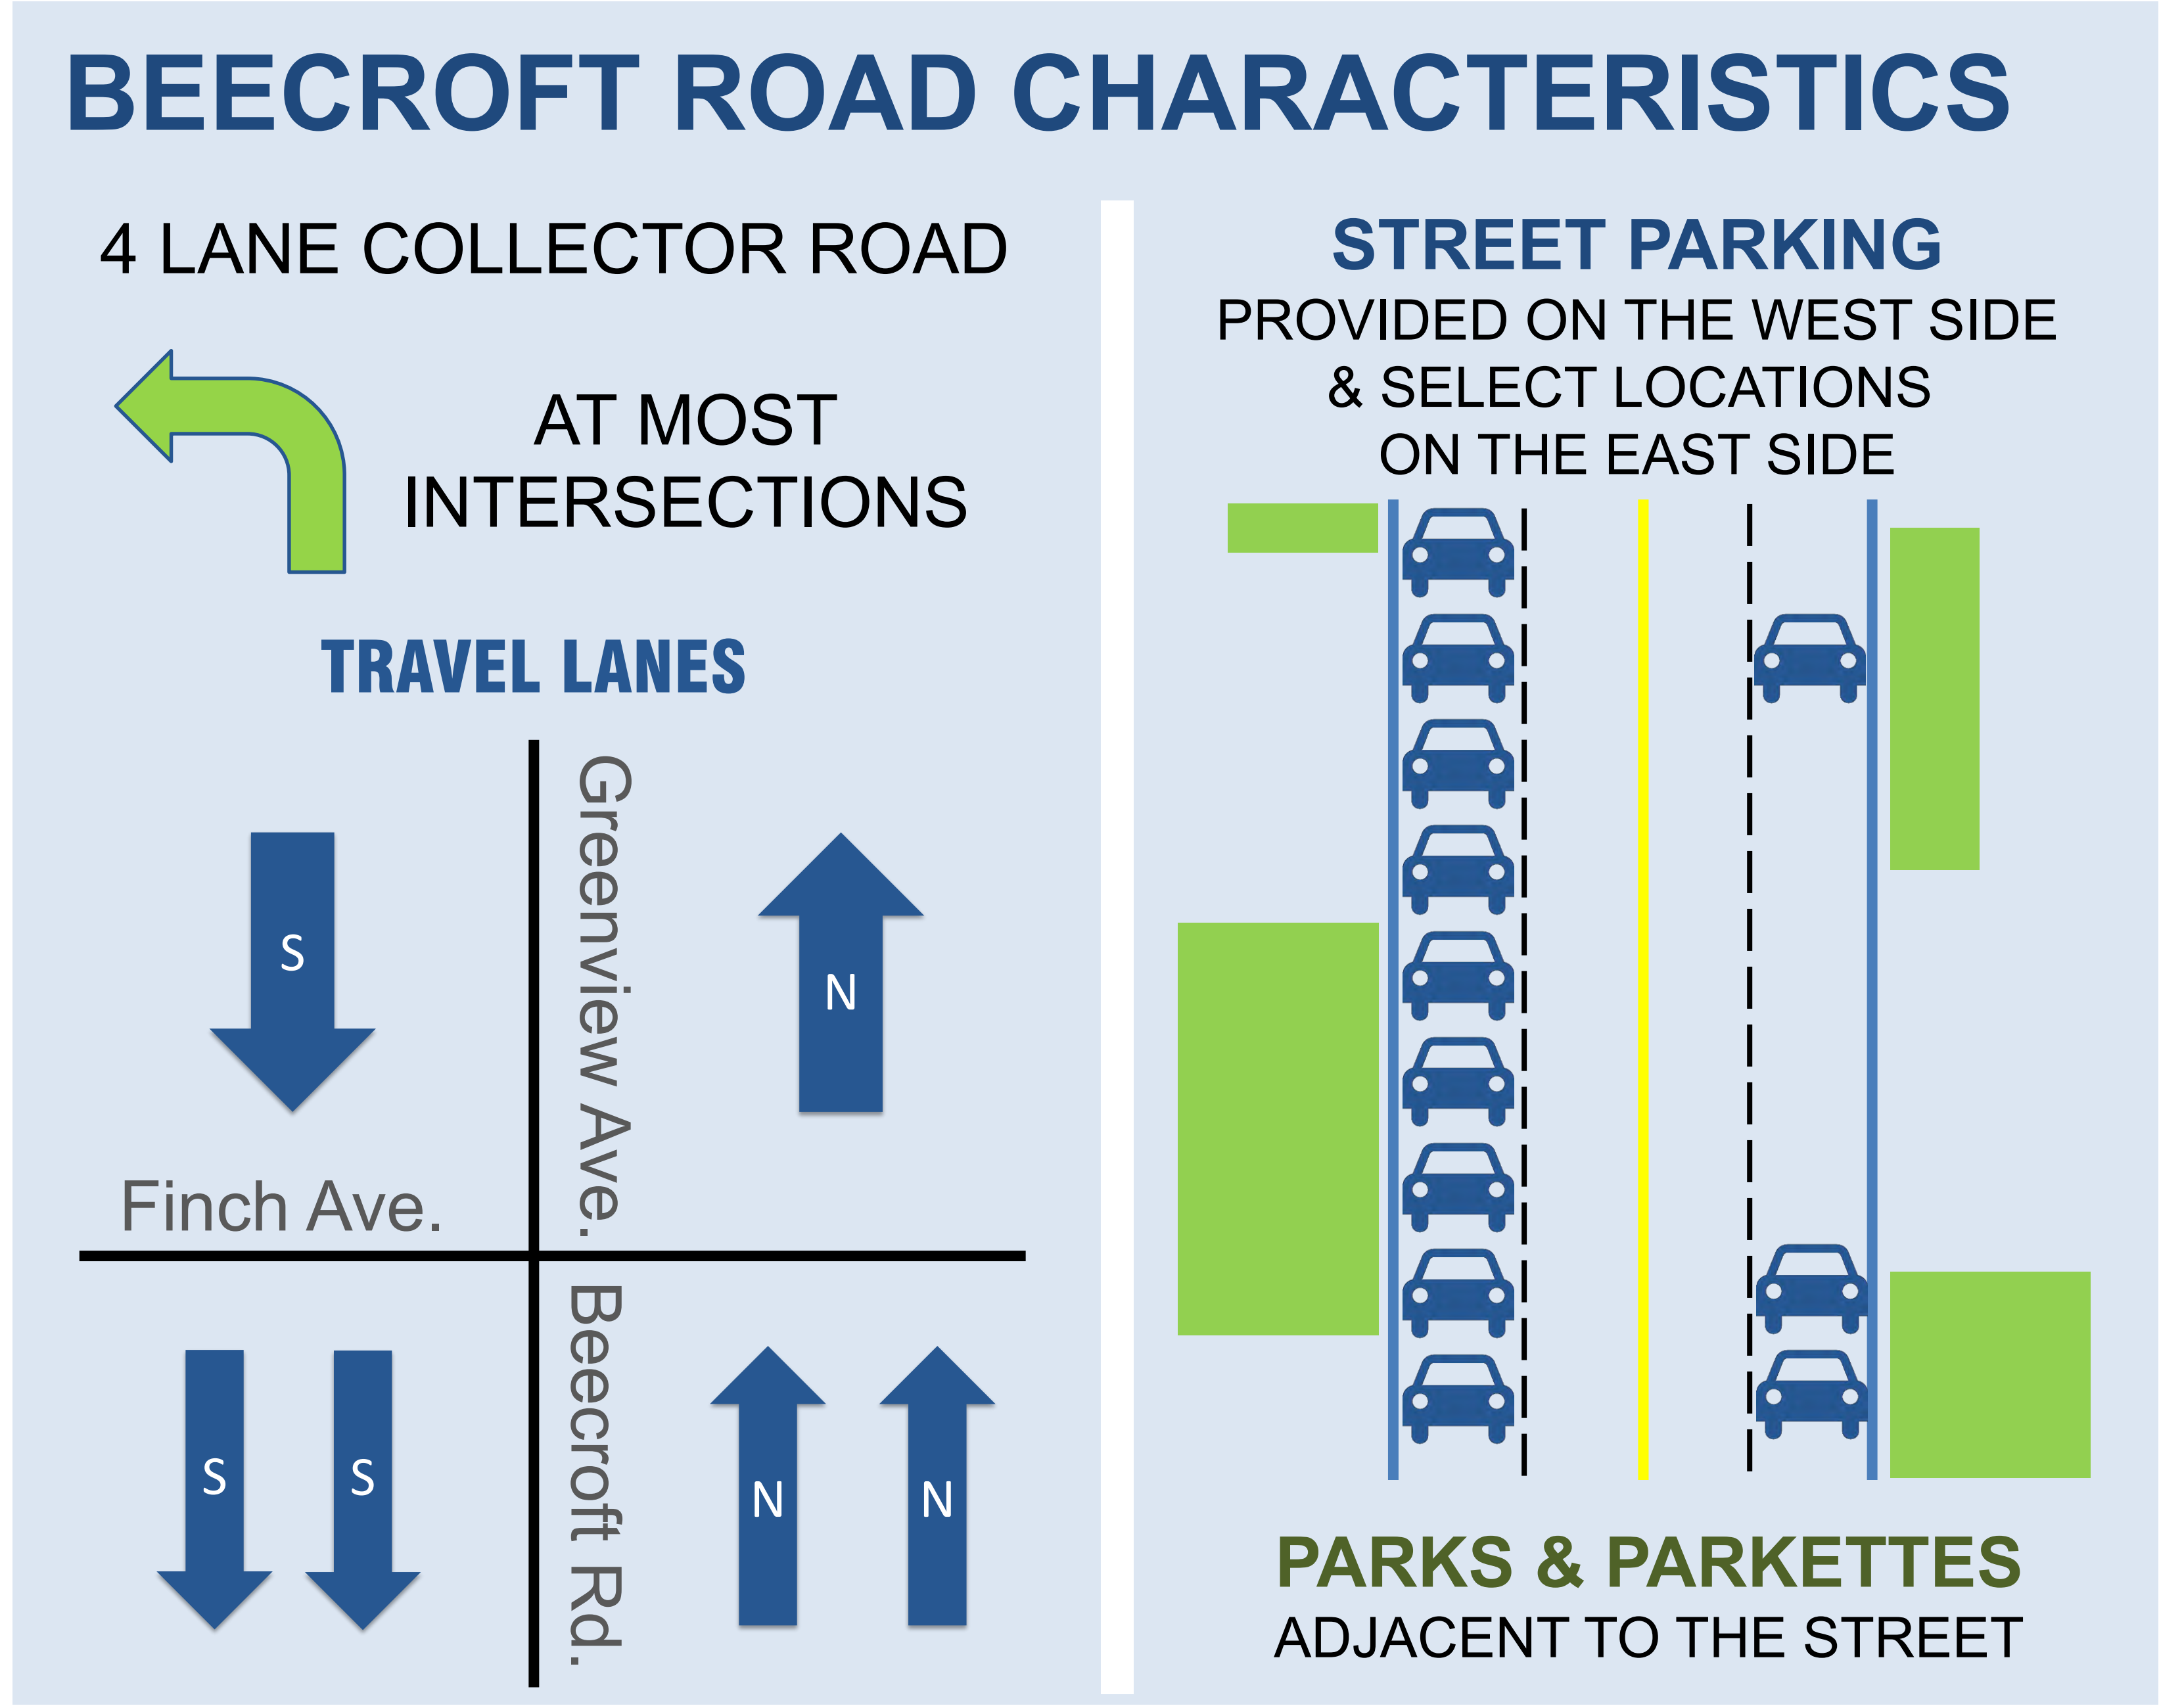 BEECROFT ROAD CHARACTERISTICS
4 LANE COLLECTOR ROAD
AT MOST
INTERSECTIONS
TRAVEL LANES
S
Greenview Ave.
N
Finch Ave.
S
S
Beecroft Rd.
N
N
STREET PARKING
PROVIDED ON THE WEST SIDE
& SELECT LOCATIONS
ON THE EAST SIDE
PARKS & PARKETTES
ADJACENT TO THE STREET